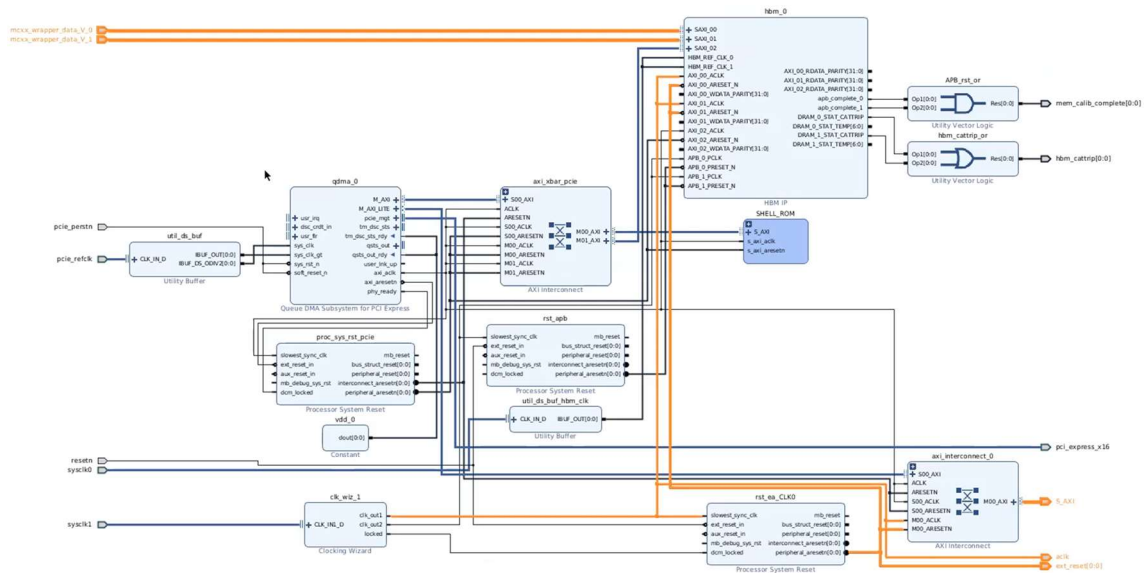 hbm_0
mcxx_wrapper_data_V_0
mcxx_wrapper_data_V_1
SAXI_00
SAXI_01
SAXI_02
HBM_REF_CLK_0
HBM_REF_CLK_1
AXI_00_ACLK
AXI_00_ARESET_N
AXI_00_WDATA_PARITY[31:0]
AXI_01_ACLK
AXI_01_ARESET_N
AXI_01_WDATA_PARITY[31:0]
AXI_02_ACLK
AXI_02_ARESET_N
AXI_02_WDATA_PARITY[31:0]
APB_0_PCLK
APB_0_PRESET_N
APB_1_PCLK
APB_1_PRESET_N
AXI_00_RDATA_PARITY[31:0]
AXI_01_RDATA_PARITY[31:0]
AXI_02_RDATA_PARITY[31:0]
apb_complete_0
apb_complete_1
DRAM_0_STAT_CATTRIP
DRAM_0_STAT_TEMP[6:0]
DRAM_1_STAT_CATTRIP
DRAM_1_STAT_TEMP[6:0]
HBM IP
APB_rst_or
Op1[0:0]
Op2[0:0]
Res[0:0]
Utility Vector Logic
mem_calib_complete[0:0]
hbm_cattrip_or
Op1[0:0]
Op2[0:0]
Res[0:0]
Utility Vector Logic
hbm_cattrip[0:0]
qdma_0
usr_irq
dsc_crdt_in
usr_flr
sys_clk
sys_clk_gt
sys_rst_n
soft_reset_n
M_AXI
M_AXI_LITE
pcie_mgt
tm_dsc_sts
tm_dsc_sts_rdy
qsts_out
qsts_out_rdy
user_lnk_up
axi_aclk
axi_aresetn
phy_ready
Queue DMA Subsystem for PCI Express
axi_xbar_pcie
S00_AXI
ACLK
ARESETN
S00_ACLK
S00_ARESETN
M00_ACLK
M00_ARESETN
M01_ACLK
M01_ARESETN
M00_AXI
M01_AXI
AXI Interconnect
SHELL_ROM
S_AXI
s_axi_aclk
s_axi_aresetn
pcie_perstn
pcie_refclk
util_ds_buf
CLK_IN_D
IBUF_OUT[0:0]
IBUF_DS_ODIV2[0:0]
Utility Buffer
proc_sys_rst_pcie
slowest_sync_clk
ext_reset_in
aux_reset_in
mb_debug_sys_rst
dcm_locked
mb_reset
bus_struct_reset[0:0]
peripheral_reset[0:0]
interconnect_aresetn[0:0]
peripheral_aresetn[0:0]
Processor System Reset
rst_apb
slowest_sync_clk
ext_reset_in
aux_reset_in
mb_debug_sys_rst
dcm_locked
mb_reset
bus_struct_reset[0:0]
peripheral_reset[0:0]
interconnect_aresetn[0:0]
peripheral_aresetn[0:0]
Processor System Reset
util_ds_buf_hbm_clk
CLK_IN_D
IBUF_OUT[0:0]
Utility Buffer
vdd_0
dout[0:0]
Constant
pci_express_x16
resetn
sysclk0
sysclk1
clk_wiz_1
CLK_IN1_D
clk_out1
clk_out2
locked
Clocking Wizard
rst_ea_CLK0
slowest_sync_clk
ext_reset_in
aux_reset_in
mb_debug_sys_rst
dcm_locked
mb_reset
bus_struct_reset[0:0]
peripheral_reset[0:0]
interconnect_aresetn[0:0]
peripheral_aresetn[0:0]
Processor System Reset
axi_interconnect_0
S00_AXI
ACLK
ARESETN
S00_ACLK
S00_ARESETN
M00_ACLK
M00_ARESETN
M00_AXI
AXI Interconnect
S_AXI
aclk
ext_reset[0:0]